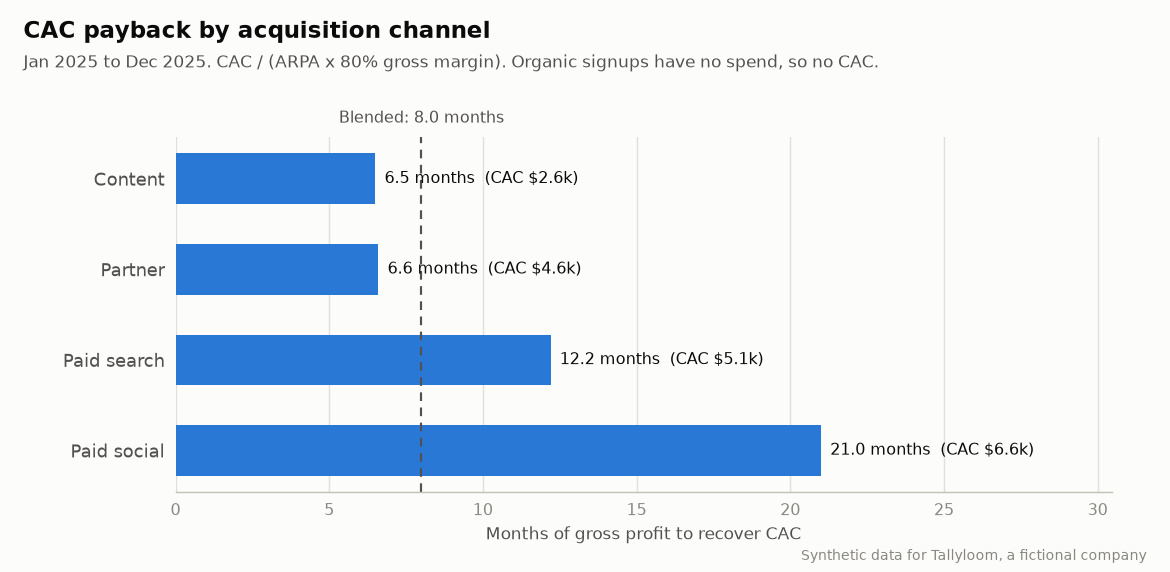 CAC payback by acquisition channel
Jan 2025 to Dec 2025. CAC / (ARPA x 80% gross margin). Organic signups have no spend, so no CAC.
Blended: 8.0 months
Content
6.5 months  (CAC $2.6k)
Partner
6.6 months  (CAC $4.6k)
Paid search
12.2 months  (CAC $5.1k)
Paid social
21.0 months  (CAC $6.6k)
0 5 10 15 20 25 30
Months of gross profit to recover CAC
Synthetic data for Tallyloom, a fictional company